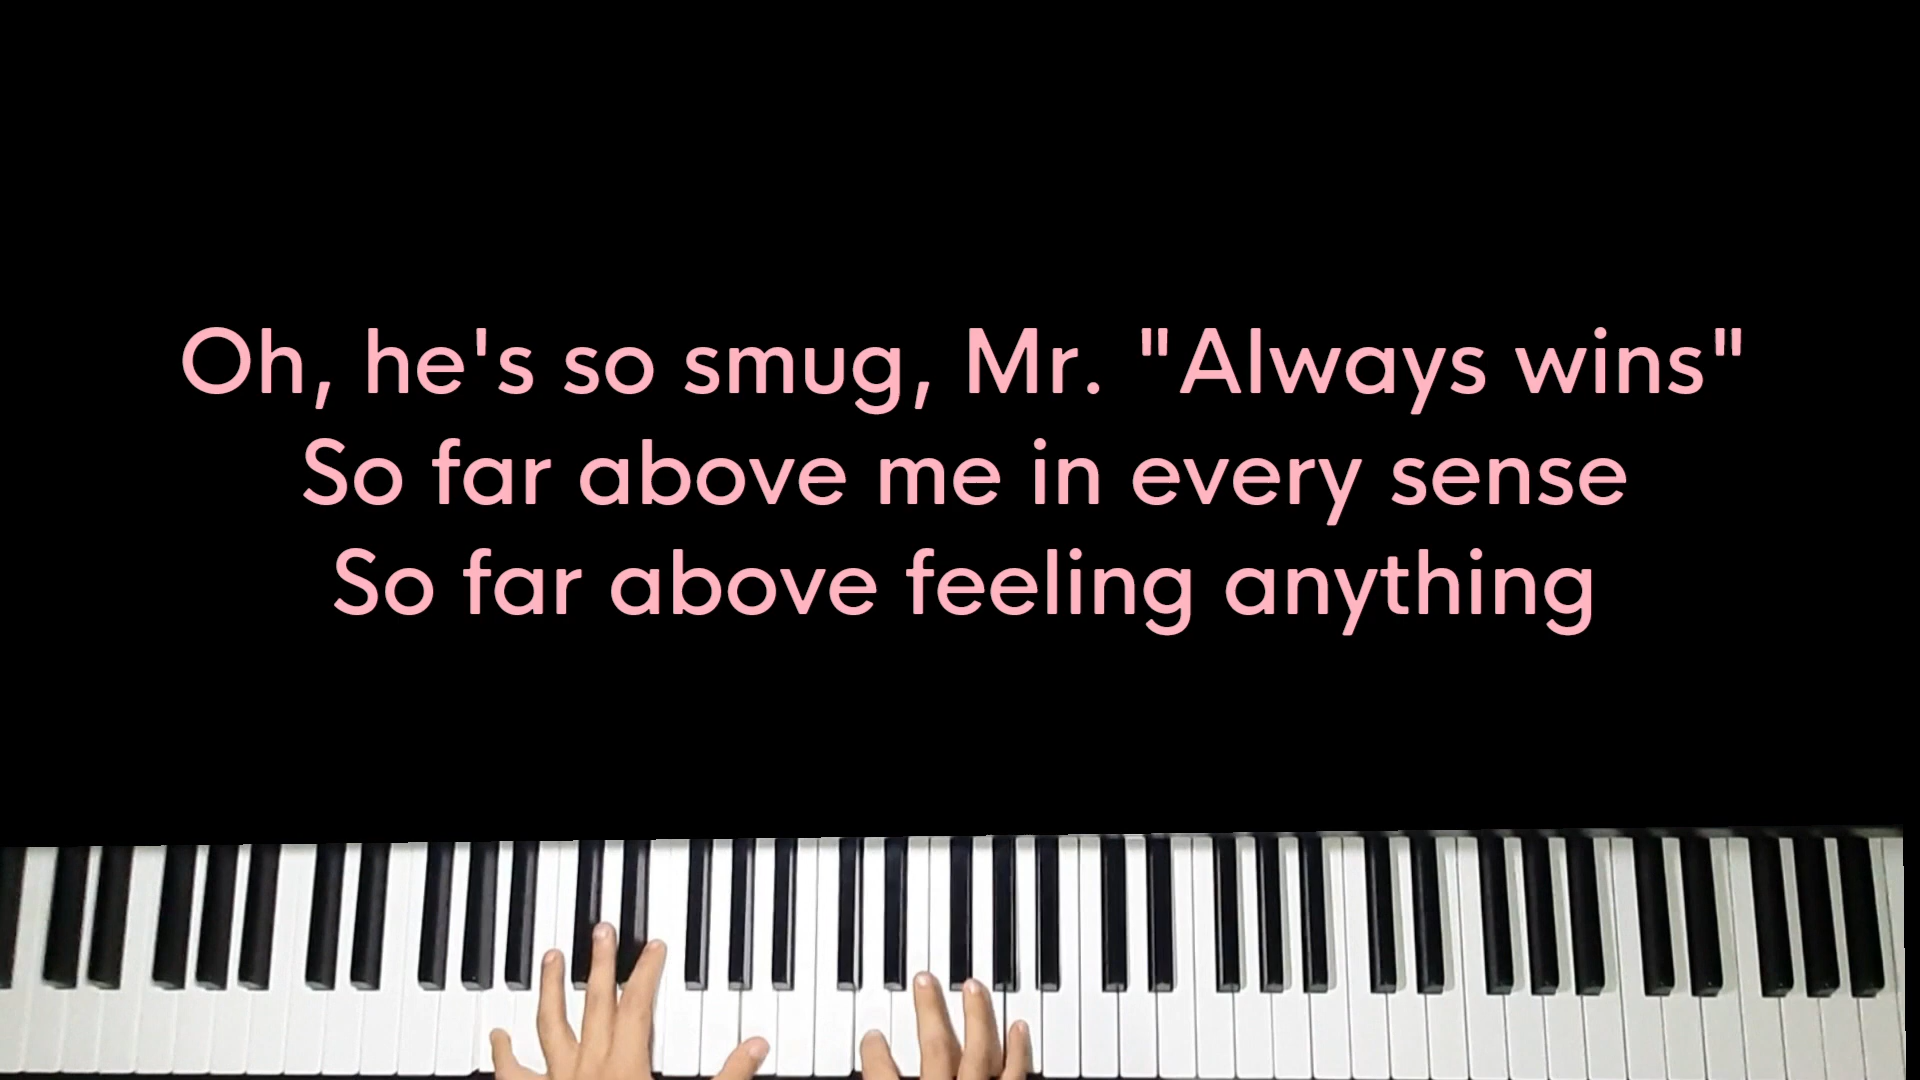 Oh, he's so smug, Mr. "Always wins"
So far above me in every sense
So far above feeling anything